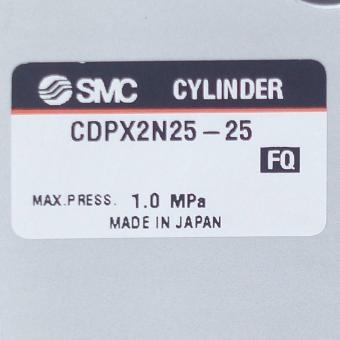 SMC CYLINDER
CDPX2N25-25
FQ
MAX.PRESS. 1.0 MPa
MADE IN JAPAN